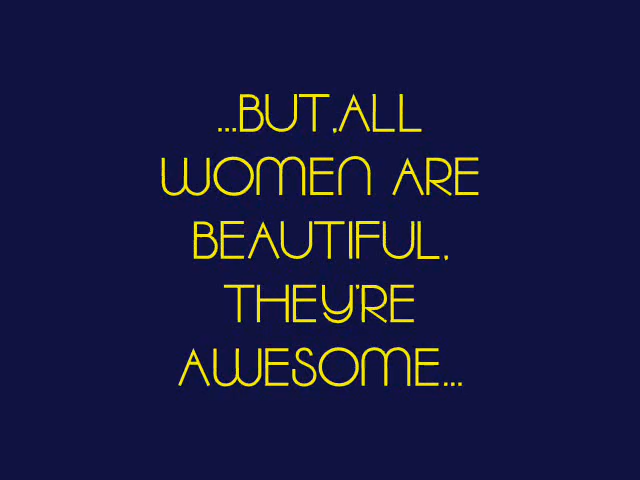 ...BUT,ALL
WOMEN ARE
BEAUTIFUL,
THEY'RE
AWESOME...